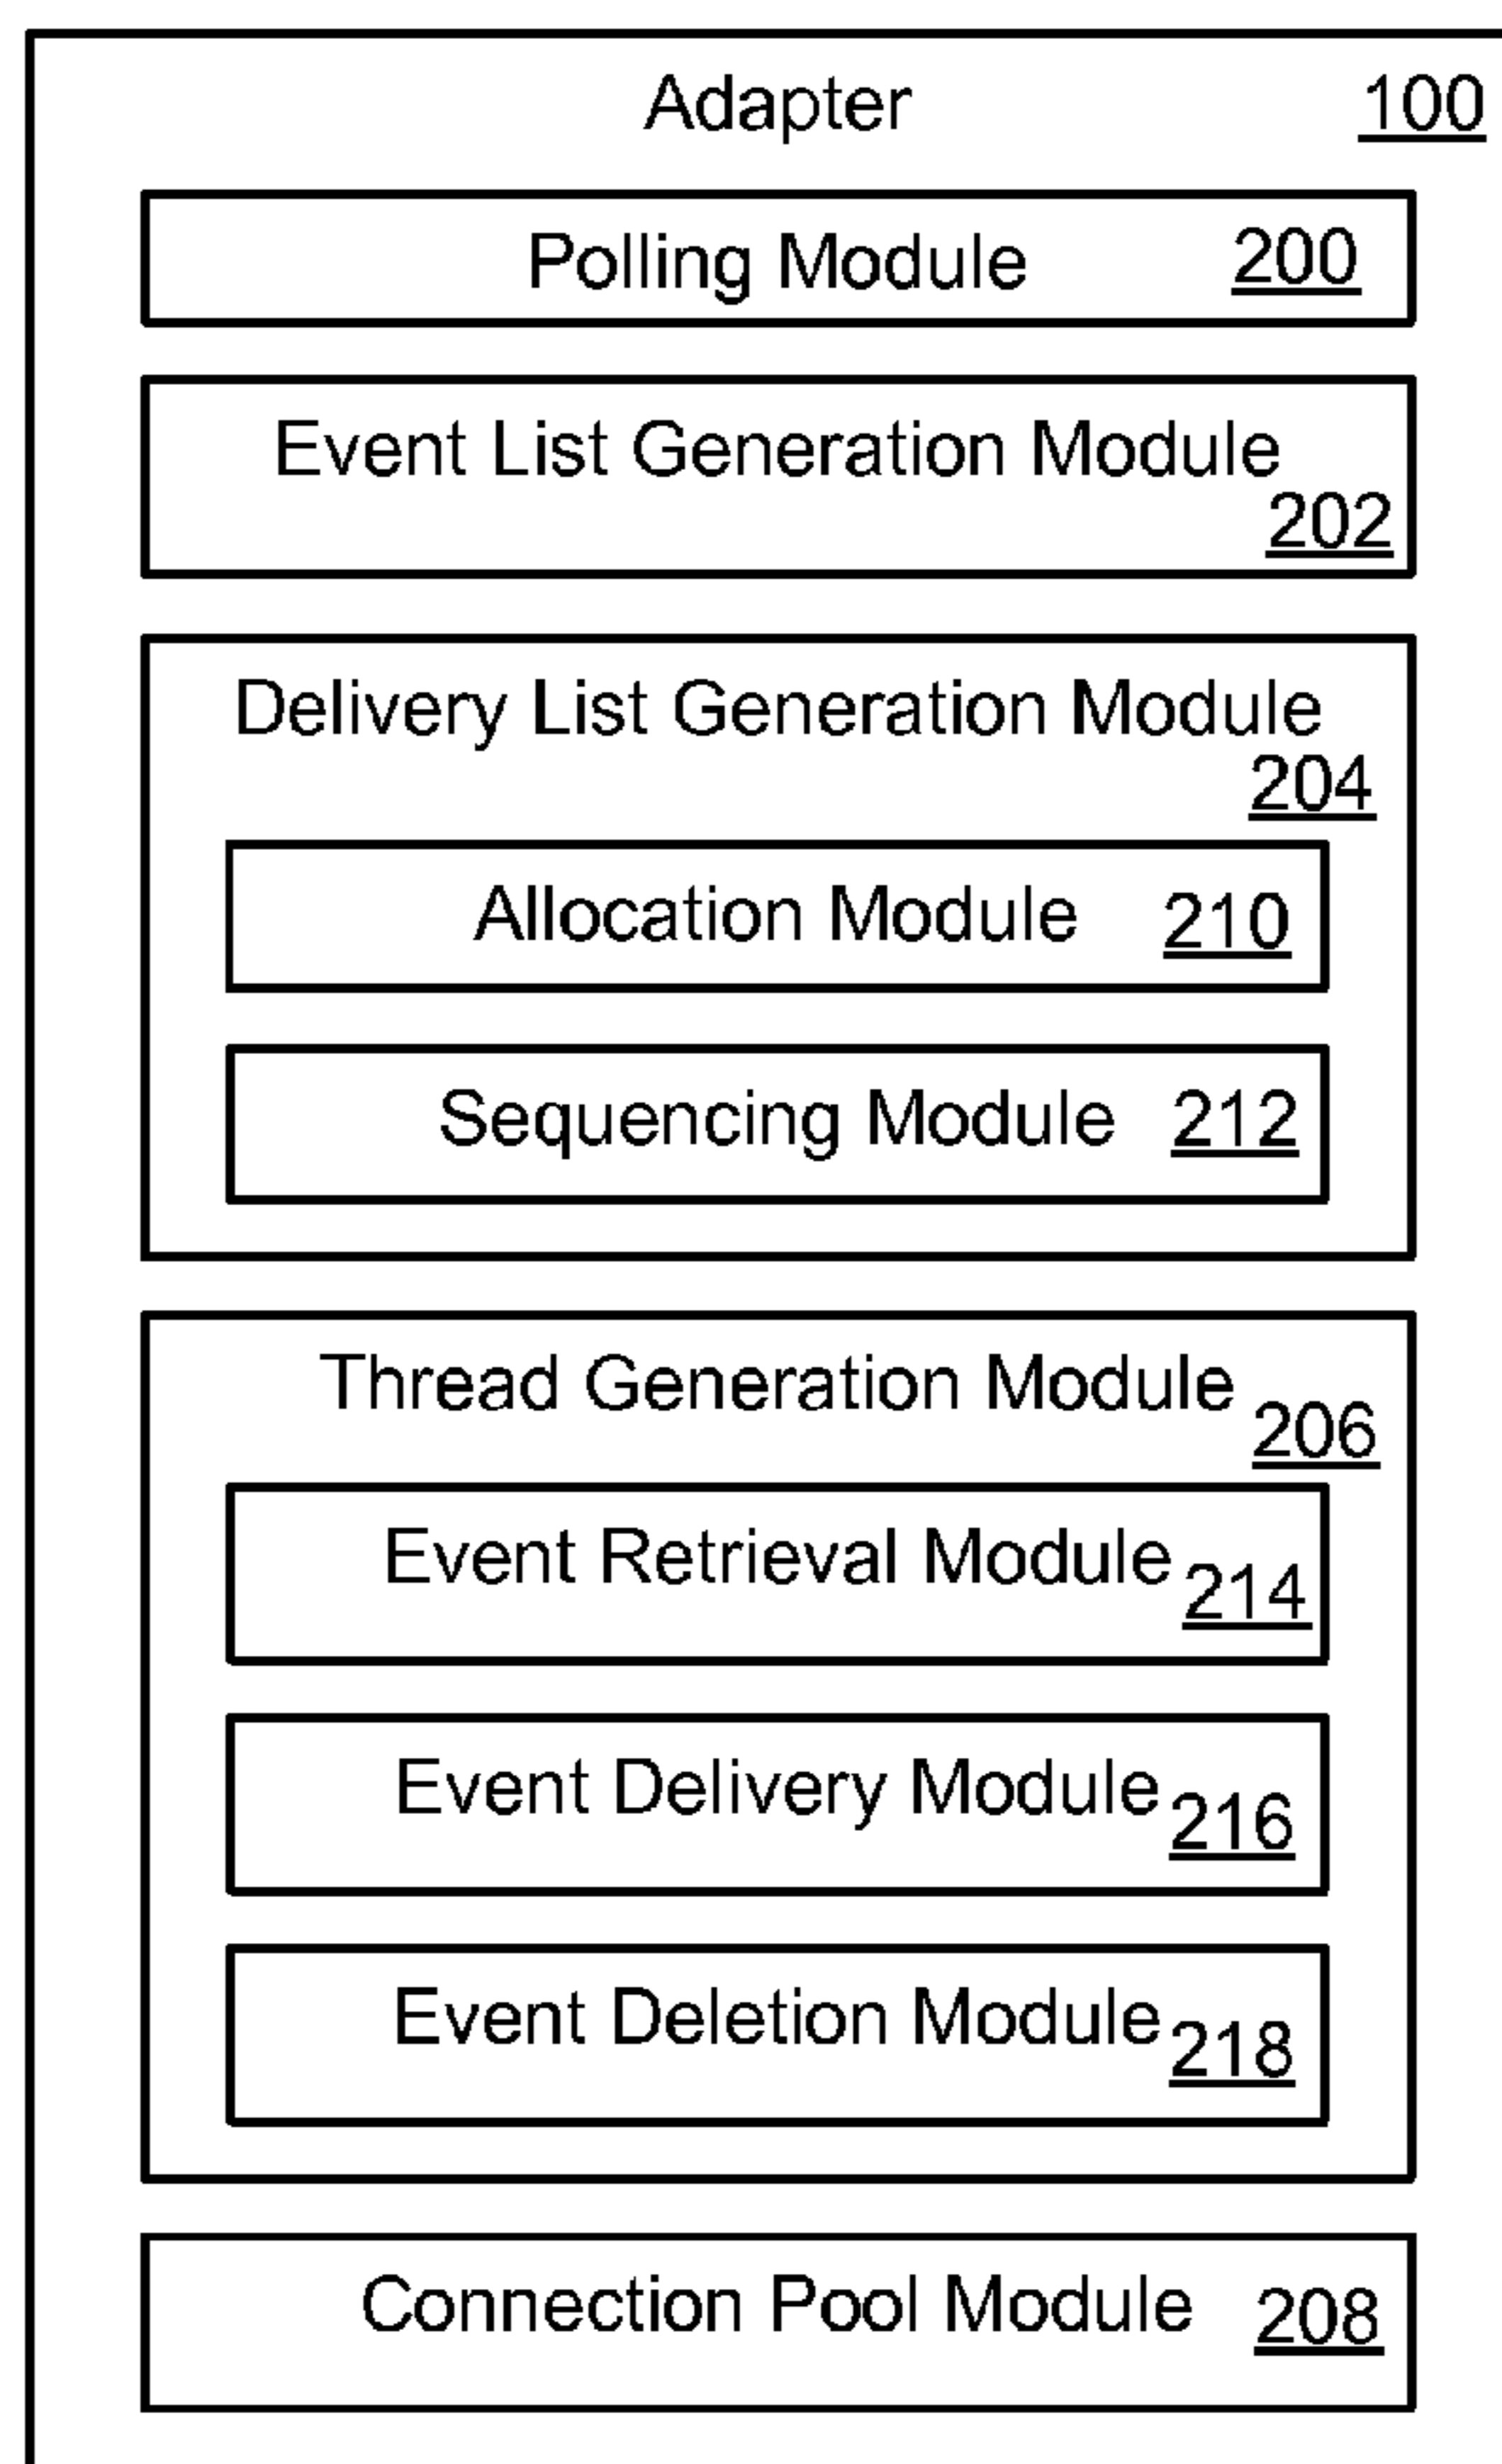 Adapter 100
Polling Module 200
Event List Generation Module
202
Delivery List Generation Module
204
Allocation Module 210
Sequencing Module 212
Thread Generation Module
206
Event Retrieval Module
214
Event Delivery Module
216
Event Deletion Module
218
Connection Pool Module 208